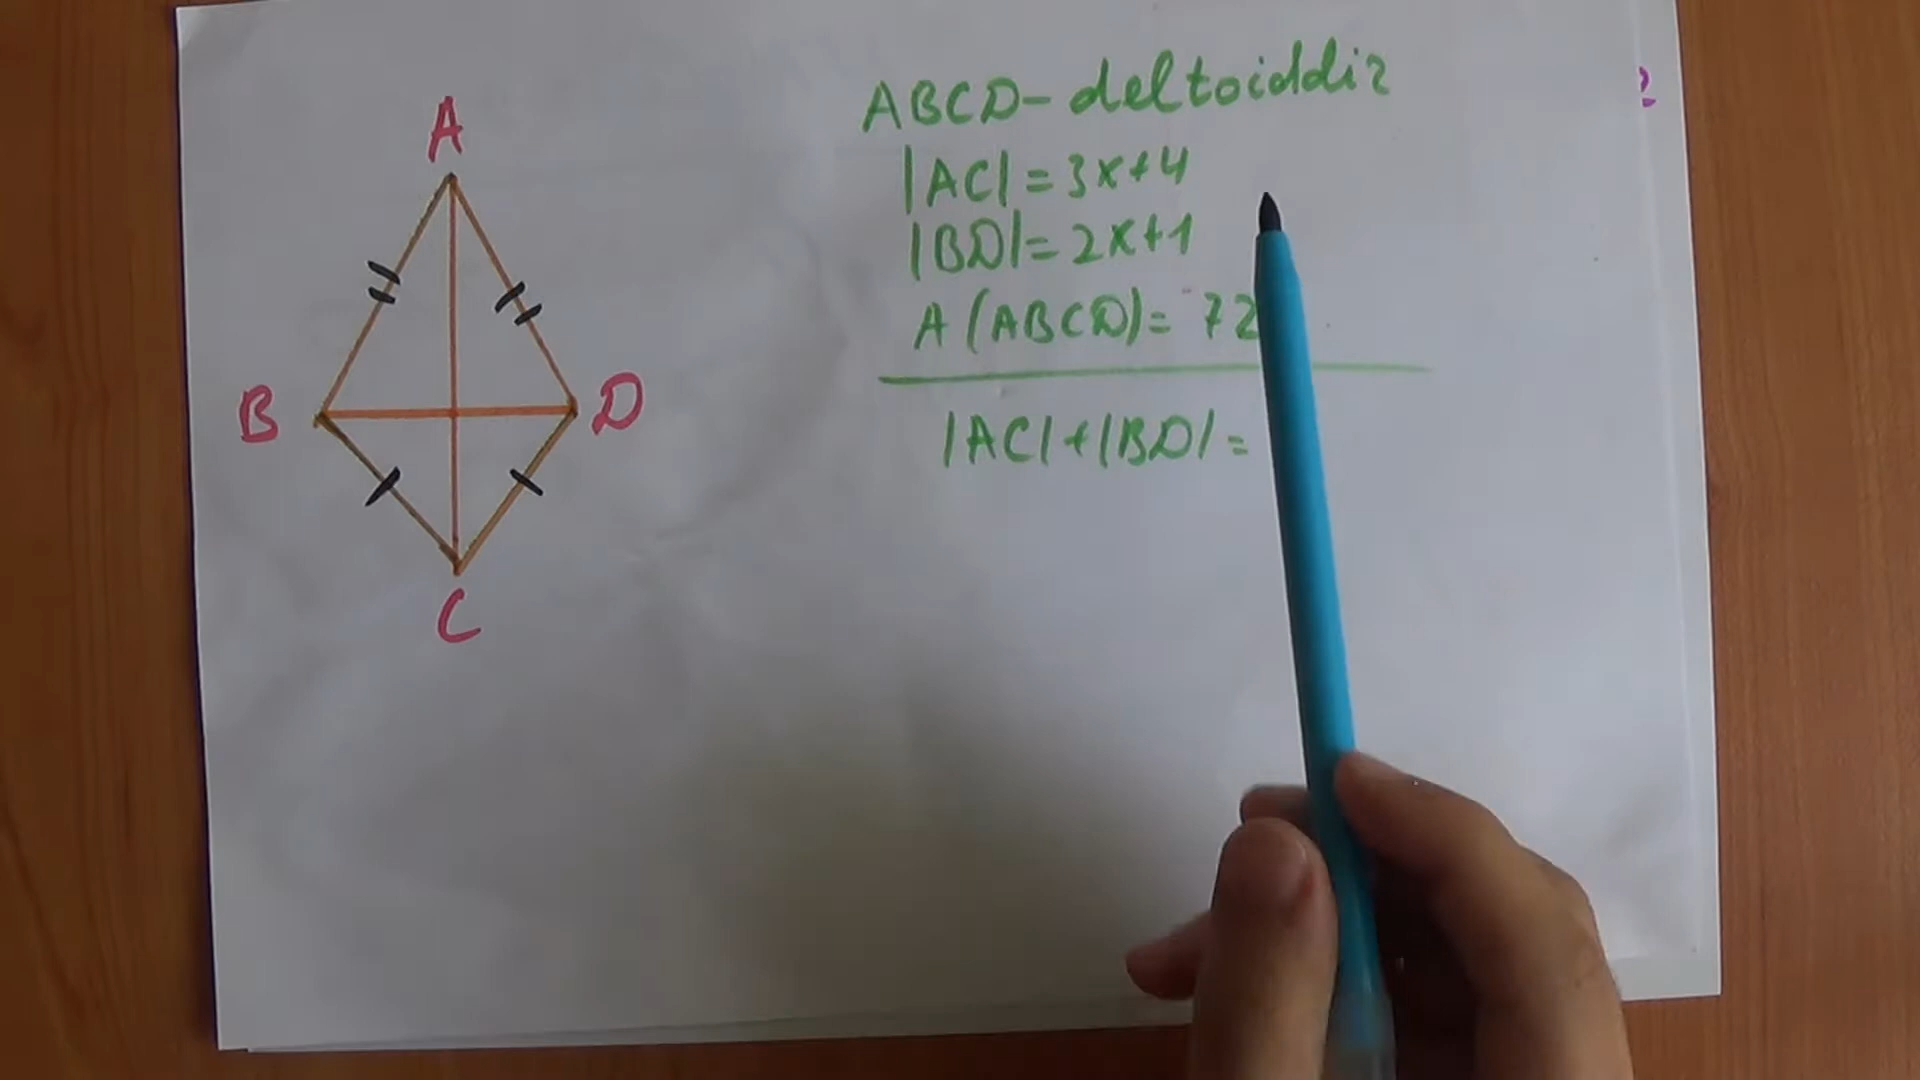 A
B
D
C
ABCD-deltoiddir
|AC|=3x+4
|BD|=2x+1
A(ABCD)=72
|AC|+|BD|=